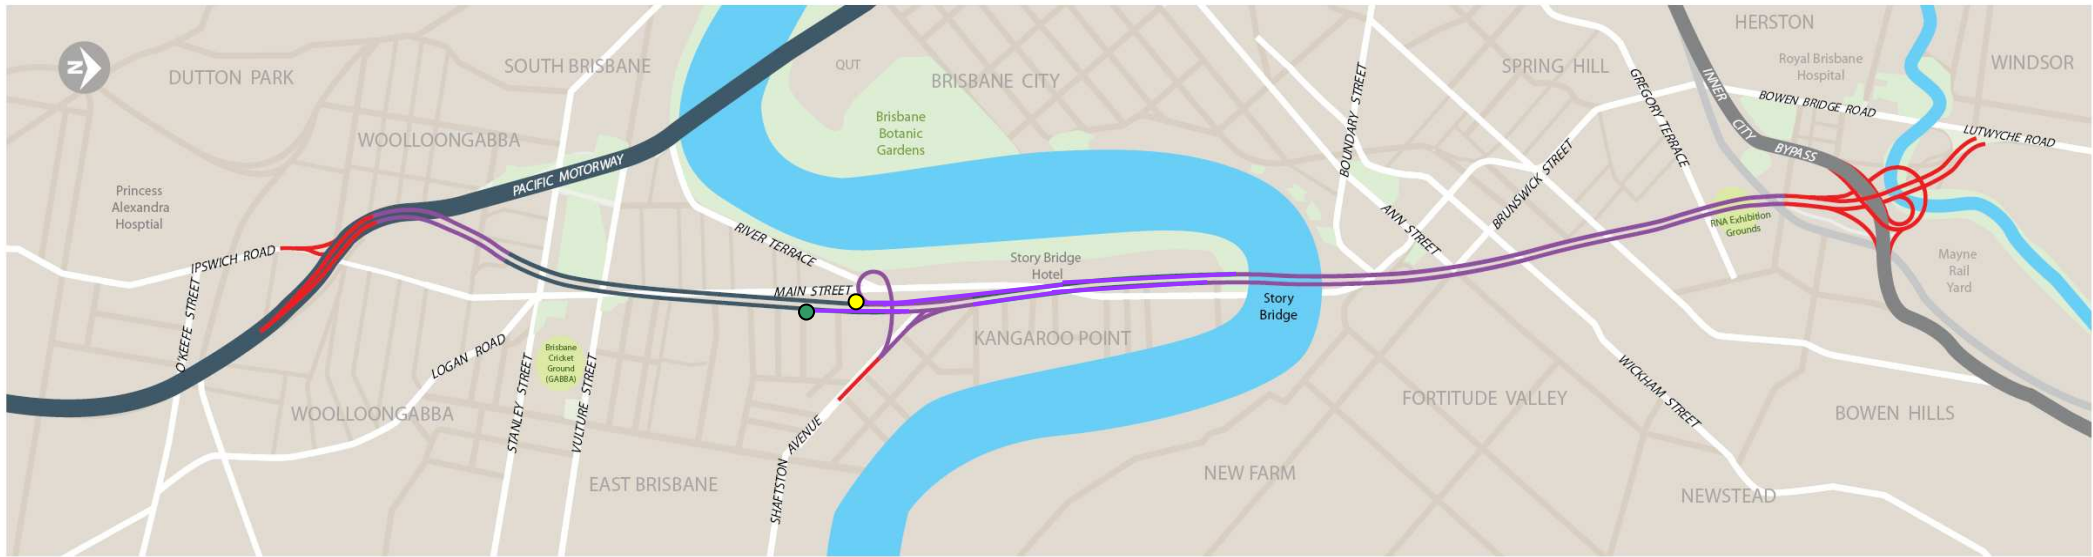 N
DUTTON PARK
SOUTH BRISBANE
QUT
BRISBANE CITY
SPRING HILL
HERSTON
Royal Brisbane
Hospital
WINDSOR
WOOLLOONGABBA
Brisbane
Botanic
Gardens
BOUNDARY STREET
GREGORY TERRACE
INNER
CITY
BYPASS
BOWEN BRIDGE ROAD
LUTWYCHE ROAD
PACIFIC MOTORWAY
Princess
Alexandra
Hosptial
BRUNSWICK STREET
ANN STREET
RNA Exhibition
Grounds
RIVER TERRACE
IPSWICH ROAD
Story Bridge
Hotel
Mayne
Rail
Yard
MAIN STREET
Story
Bridge
O'KEEFE STREET
KANGAROO POINT
LOGAN ROAD
Brisbane
Cricket
Ground
(GABBA)
STANLEY STREET
VULTURE STREET
WICKHAM STREET
FORTITUDE VALLEY
BOWEN HILLS
WOOLLOONGABBA
SHAFTSTON AVENUE
EAST BRISBANE
NEW FARM
NEWSTEAD